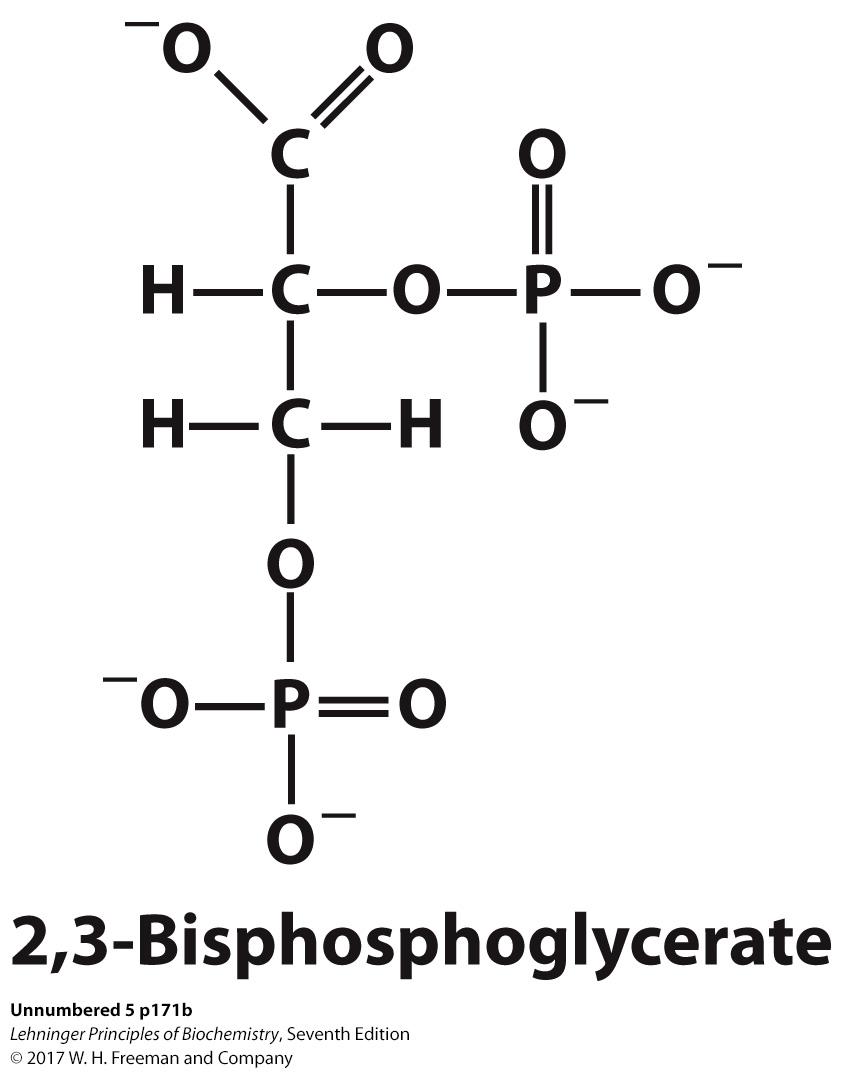 ⁻O O
C O
H C O P O⁻
H C H O⁻
O
⁻O P O
O⁻
2,3-Bisphosphoglycerate
Unnumbered 5 p171b
Lehninger Principles of Biochemistry, Seventh Edition
© 2017 W. H. Freeman and Company